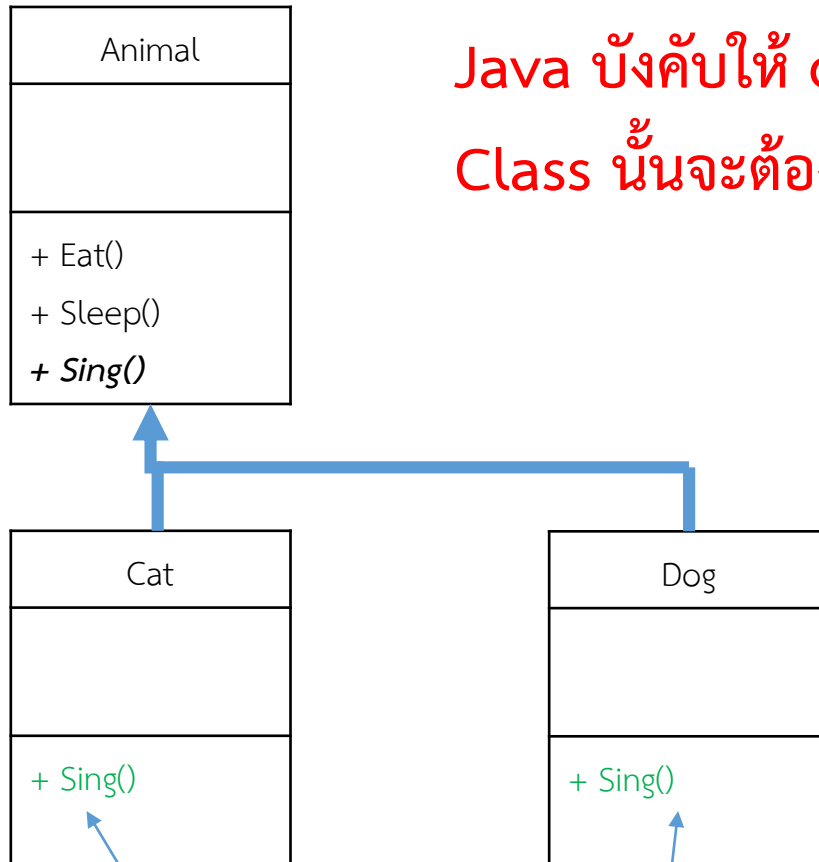 Animal
Java บังคับให้
Class นั้นจะต้อง
+ Eat()
+ Sleep()
+ Sing()
Cat
Dog
+ Sing()
+ Sing()